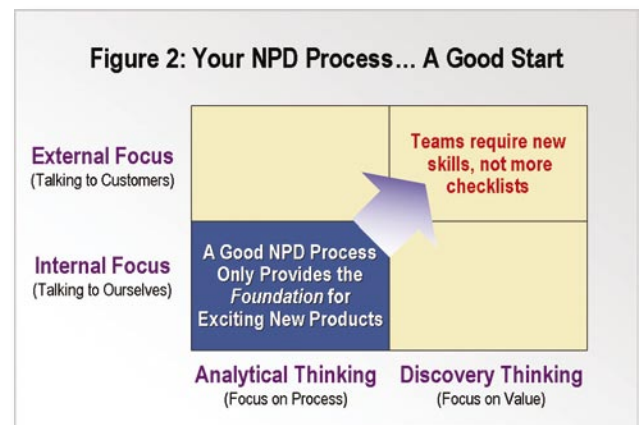 Figure 2: Your NPD Process... A Good Start
External Focus
(Talking to Customers)
Teams require new
skills, not more
checklists
Internal Focus
(Talking to Ourselves)
A Good NPD Process
Only Provides the
Foundation for
Exciting New Products
Analytical Thinking
(Focus on Process)
Discovery Thinking
(Focus on Value)